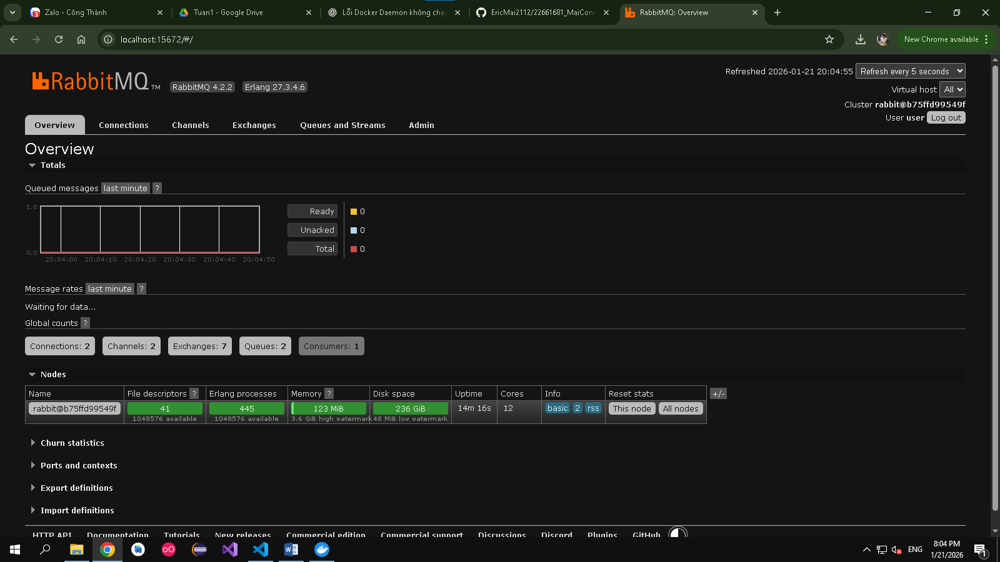 Zalo - Công Thành
Tuan1 - Google Drive
Lỗi Docker Daemon không chạy
EricMai2112/22661681_MaiCong
RabbitMQ: Overview
localhost:15672/#/
New Chrome available
RabbitMQ TM
RabbitMQ 4.2.2
Erlang 27.3.4.6
Refreshed 2026-01-21 20:04:55 Refresh every 5 seconds
Virtual host All
Cluster rabbit@b75ffd99549f
User user Log out
Overview Connections Channels Exchanges Queues and Streams Admin
Overview
Totals
Queued messages last minute ?
1.0
0.0
20:04:00 20:04:10 20:04:20 20:04:30 20:04:40 20:04:50
Ready 0
Unacked 0
Total 0
Message rates last minute ?
Waiting for data...
Global counts ?
Connections: 2 Channels: 2 Exchanges: 7 Queues: 2 Consumers: 1
Nodes
Name File descriptors ? Erlang processes Memory ? Disk space Uptime Cores Info Reset stats +/-
rabbit@b75ffd99549f 41 445 123 MiB 236 GiB 14m 16s 12 basic 2 rss This node All nodes
1048576 available 1048576 available 3.6 GiB high watermark 48 MiB low watermark
Churn statistics
Ports and contexts
Export definitions
Import definitions
HTTP API Documentation Tutorials New releases Commercial edition Commercial support Discussions Discord Plugins GitHub
ENG
8:04 PM
1/21/2026
1